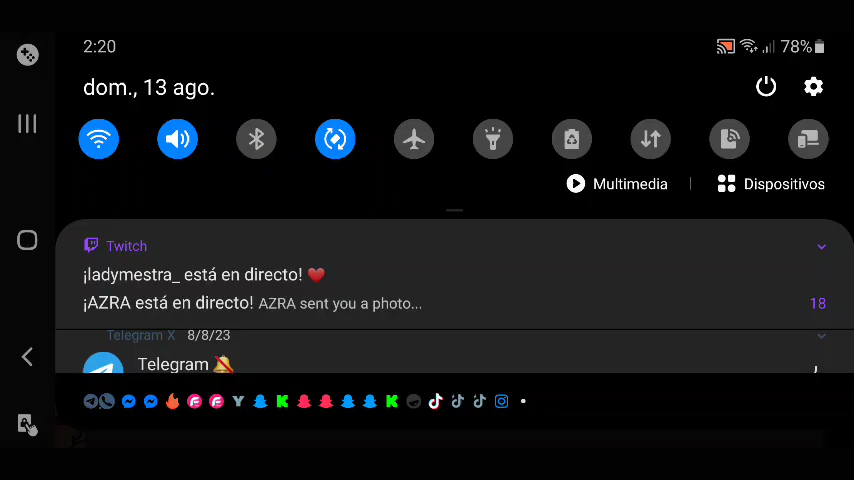 2:20
78%
dom., 13 ago.
Multimedia
Dispositivos
Twitch
¡ladymestra_ está en directo! ❤️
¡AZRA está en directo! AZRA sent you a photo...
18
Telegram X 8/8/23
Telegram 🔕